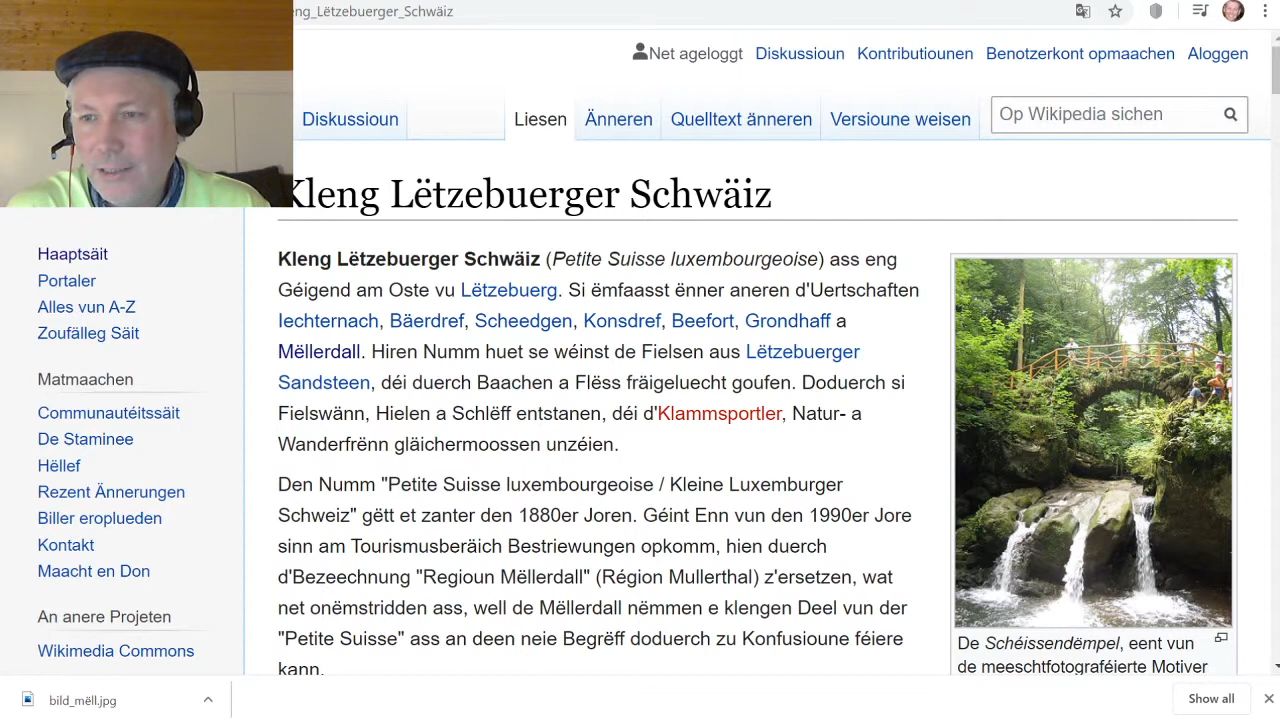 eng_Lëtzebuerger_Schwäiz
Net ageloggt Diskussioun Kontributiounen Benotzerkont opmaachen Aloggen
Diskussioun Liesen Änneren Quelltext änneren Versioune weisen Op Wikipedia sichen
Kleng Lëtzebuerger Schwäiz
Haaptsäit
Portaler
Alles vun A-Z
Zoufälleg Säit
Matmaachen
Communautéitssäit
De Staminee
Hëllef
Rezent Ännerungen
Biller eroplueden
Kontakt
Maacht en Don
An anere Projeten
Wikimedia Commons
Kleng Lëtzebuerger Schwäiz (Petite Suisse luxembourgeoise) ass eng
Géigend am Oste vu Lëtzebuerg. Si ëmfaasst ënner aneren d'Uertschaften
Iechternach, Bäerdref, Scheedgen, Konsdref, Beefort, Grondhaff a
Mëllerdall. Hiren Numm huet se wéinst de Fielsen aus Lëtzebuerger
Sandsteen, déi duerch Baachen a Flëss fräigeluecht goufen. Doduerch si
Fielswänn, Hielen a Schlëff entstanen, déi d'Klammsportler, Natur- a
Wanderfrënn gläichermoossen unzéien.
Den Numm "Petite Suisse luxembourgeoise / Kleine Luxemburger
Schweiz" gëtt et zanter den 1880er Joren. Géint Enn vun den 1990er Jore
sinn am Tourismusberäich Bestriewungen opkomm, hien duerch
d'Bezeechnung "Regioun Mëllerdall" (Région Mullerthal) z'ersetzen, wat
net onëmstridden ass, well de Mëllerdall nëmmen e klengen Deel vun der
"Petite Suisse" ass an deen neie Begrëff doduerch zu Konfusioune féiere
kann.
De Schéissendëmpel, eent vun
de meeschtfotograféierte Motiver
bild_mëll.jpg
Show all